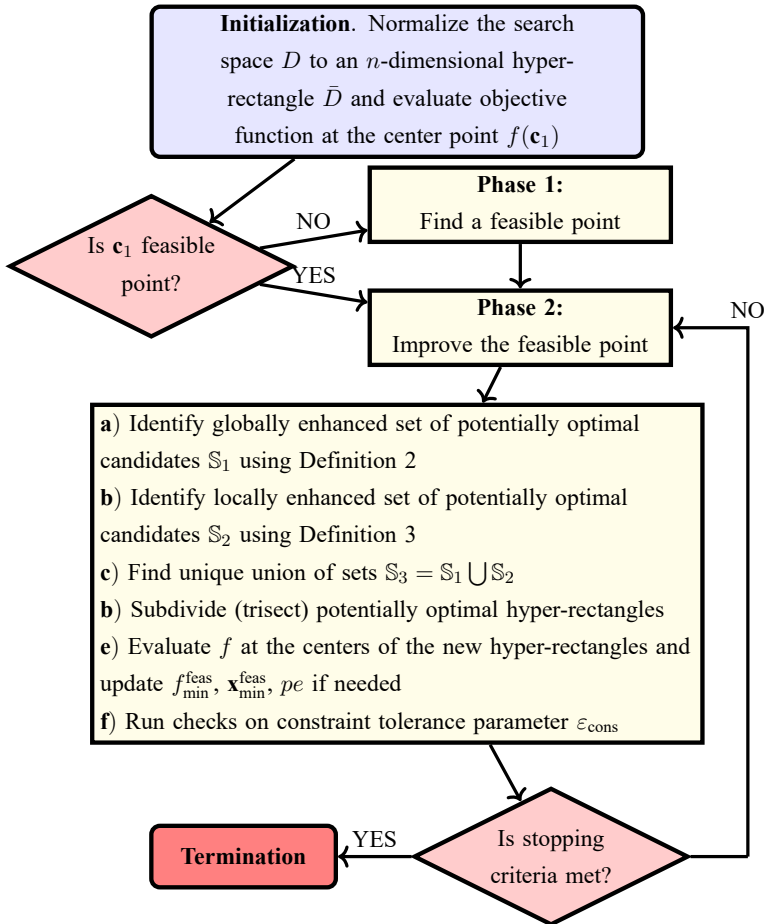 Initialization. Normalize the search
space D to an n-dimensional hyper-
rectangle D̄ and evaluate objective
function at the center point f(c₁)
Is c₁ feasible
point?
NO
YES
Phase 1:
Find a feasible point
Phase 2:
Improve the feasible point
NO
a) Identify globally enhanced set of potentially optimal
candidates 𝕊₁ using Definition 2
b) Identify locally enhanced set of potentially optimal
candidates 𝕊₂ using Definition 3
c) Find unique union of sets 𝕊₃ = 𝕊₁ ⋃ 𝕊₂
b) Subdivide (trisect) potentially optimal hyper-rectangles
e) Evaluate f at the centers of the new hyper-rectangles and
update f_min^feas, x_min^feas, pe if needed
f) Run checks on constraint tolerance parameter ε_cons
Is stopping
criteria met?
YES
Termination